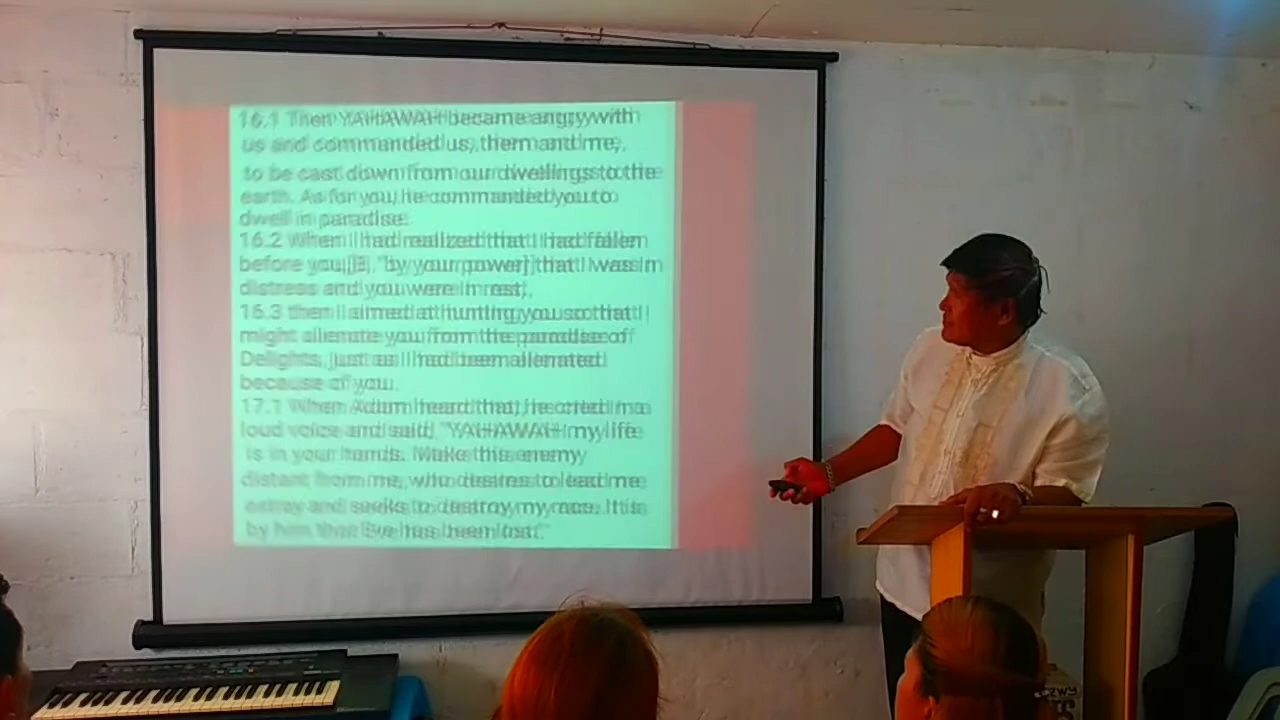 16.1 Then YAHAWAH became angry with
us and commanded us, them and me,
to be cast down from our dwellings to the
earth. As for you, he commanded you to
dwell in paradise.
16.2 When I had realized that I had fallen
before you, "by your power] that I was in
distress and you were in rest,
16.3 then I aimed at hunting you so that I
might alienate you from the paradise of
Delights, just as I had been alienated
because of you.
17.1 When Adam heard that, he cried in a
loud voice and said, "YAHAWAH my life
is in your hands. Make this enemy
distant from me, who desires to lead me
astray and seeks to destroy my race. It is
by him that Eve has been lost."